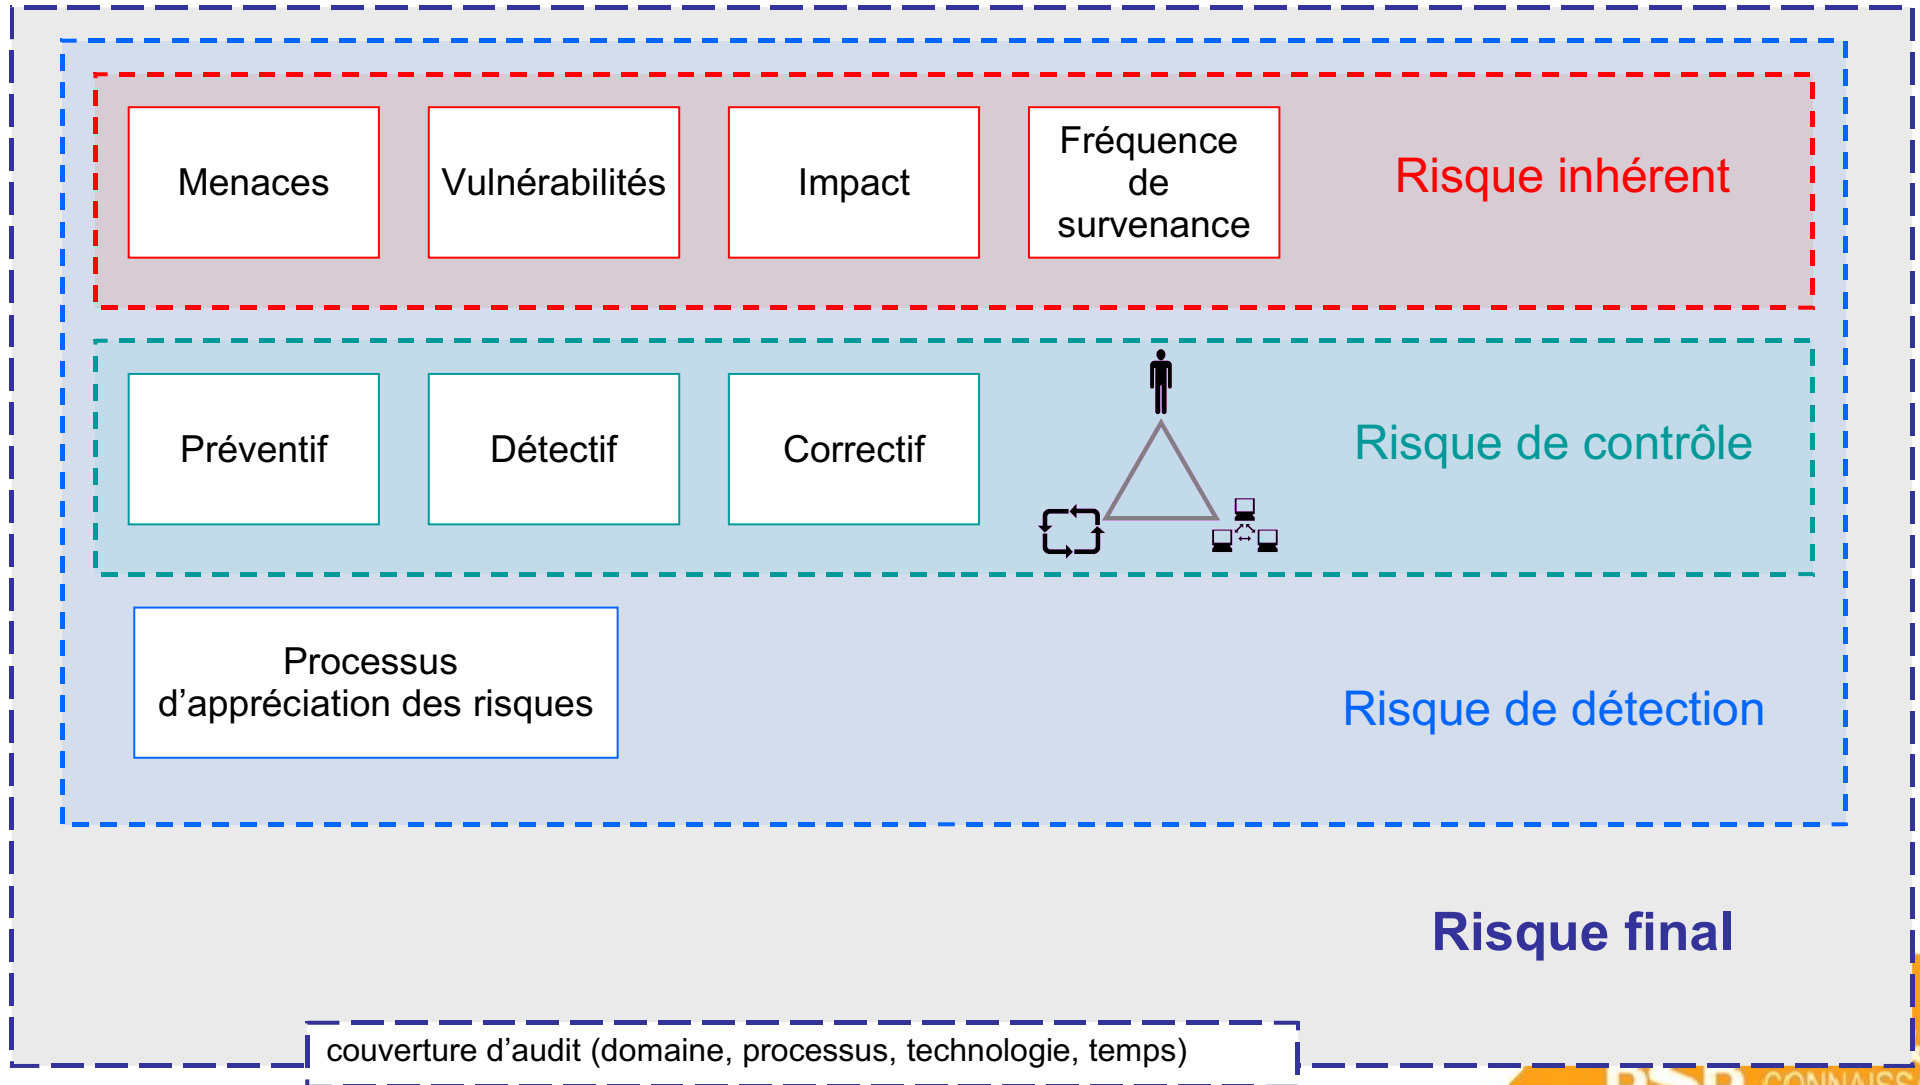 Menaces
Vulnérabilités
Impact
Fréquence
de
survenance
Risque inhérent
Préventif
Détectif
Correctif
Risque de contrôle
Processus
d’appréciation des risques
Risque de détection
Risque final
couverture d’audit (domaine, processus, technologie, temps)